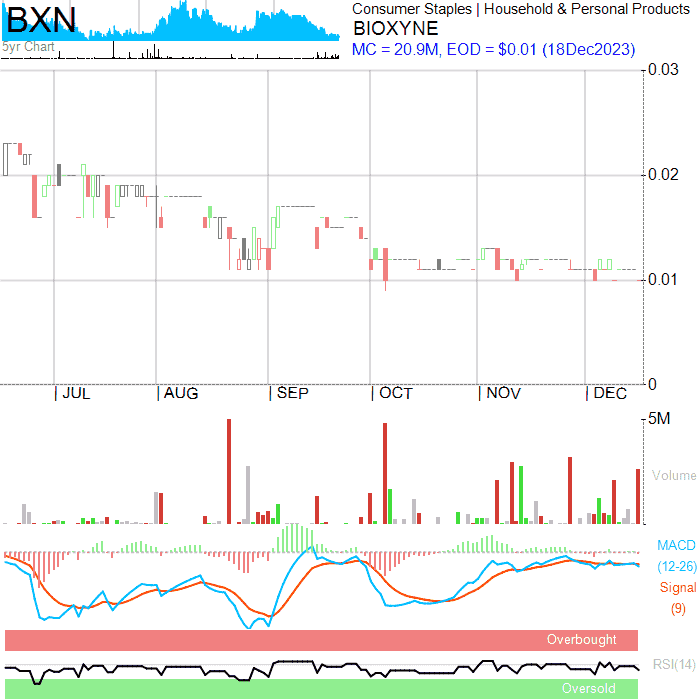 BXN
5yr Chart
Consumer Staples | Household & Personal Products
BIOXYNE
MC = 20.9M, EOD = $0.01 (18Dec2023)
0.03
0.02
0.01
0
| JUL | AUG | SEP | OCT | NOV | DEC
5M
Volume
MACD
(12-26)
Signal
(9)
Overbought
RSI(14)
Oversold